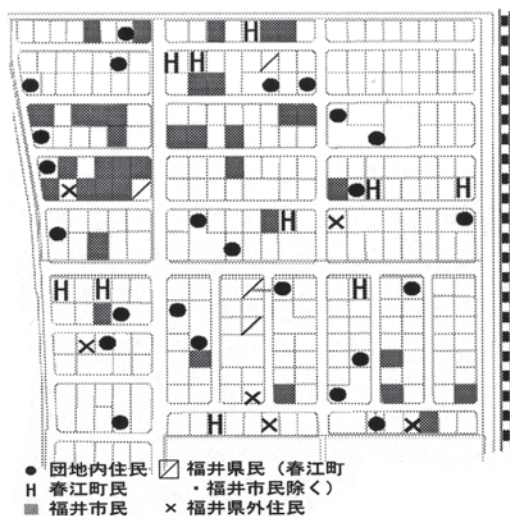 ● 団地内住民
H 春江町民
福井市民
福井県民（春江町
・福井市民除く）
× 福井県外住民